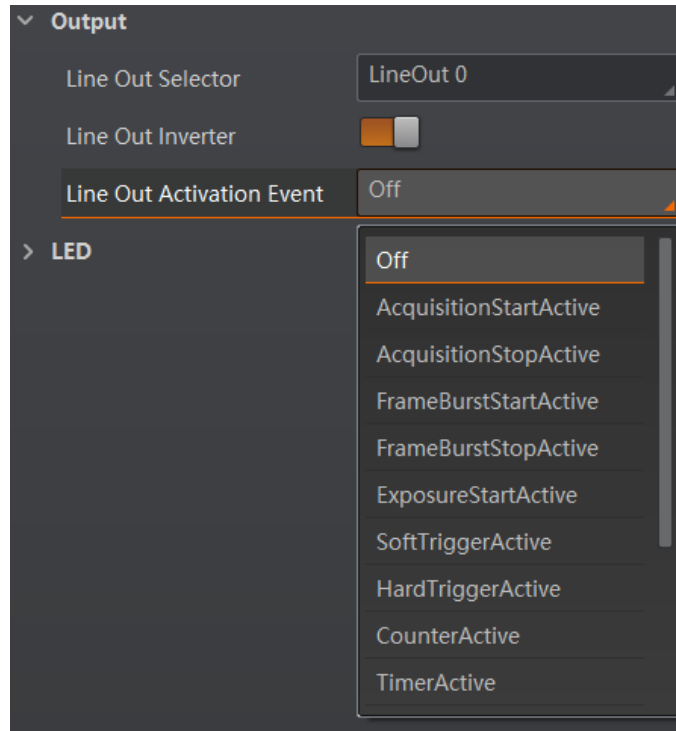 Output
Line Out Selector LineOut 0
Line Out Inverter
Line Out Activation Event Off
LED
Off
AcquisitionStartActive
AcquisitionStopActive
FrameBurstStartActive
FrameBurstStopActive
ExposureStartActive
SoftTriggerActive
HardTriggerActive
CounterActive
TimerActive